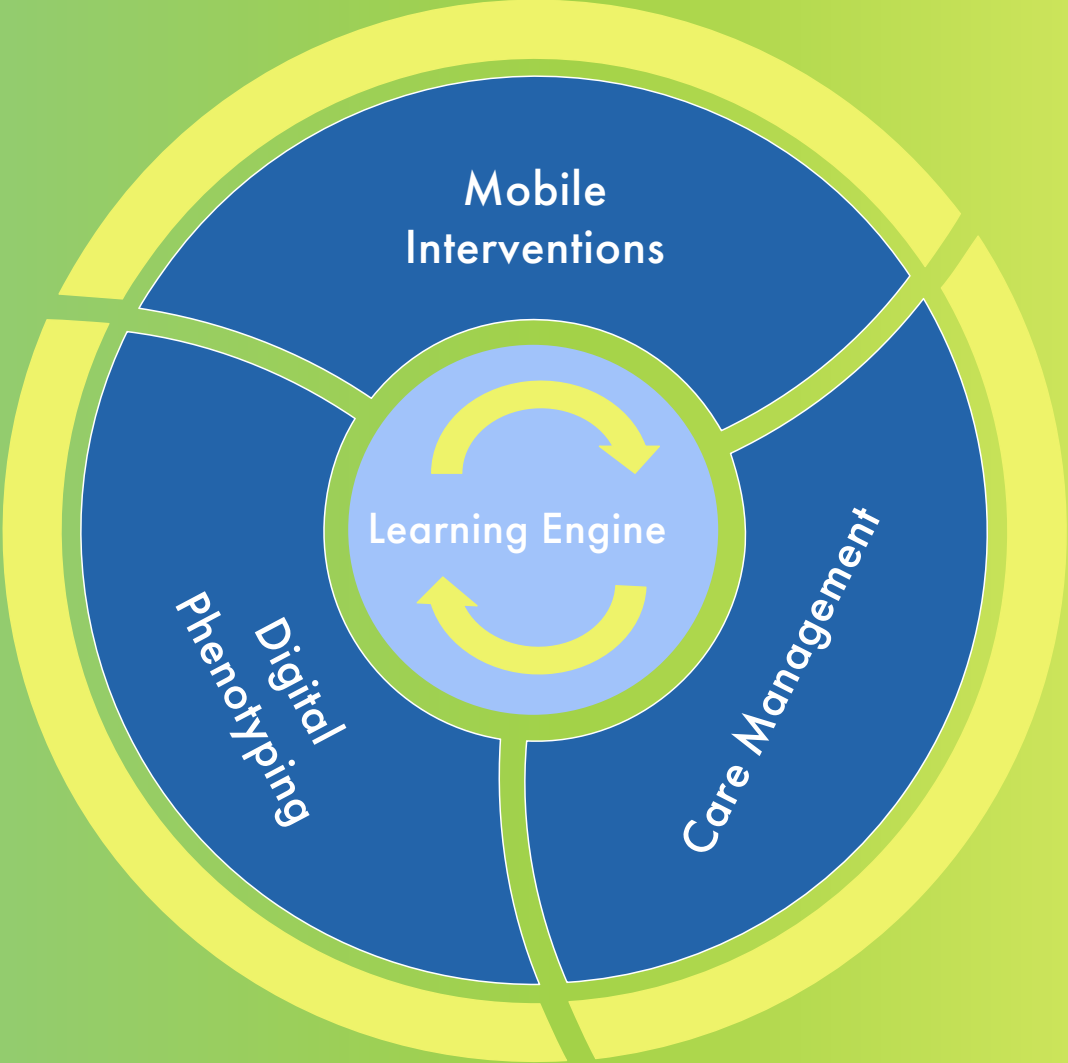 Mobile
Interventions
Learning Engine
Digital
Phenotyping
Care Management